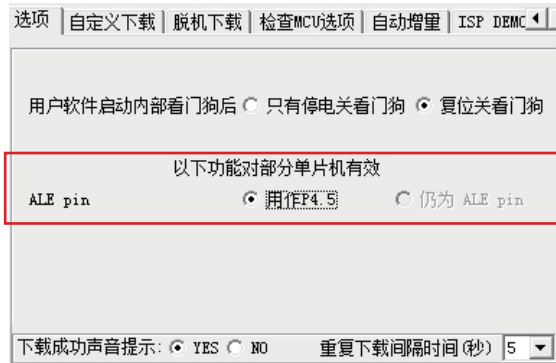 选项 自定义下载 脱机下载 检查MCU选项 自动增量 ISP DEMO
用户软件启动内部看门狗后 只有停电关看门狗 复位关看门狗
以下功能对部分单片机有效
ALE pin 用作P4.5 仍为 ALE pin
下载成功声音提示: YES NO 重复下载间隔时间(秒) 5